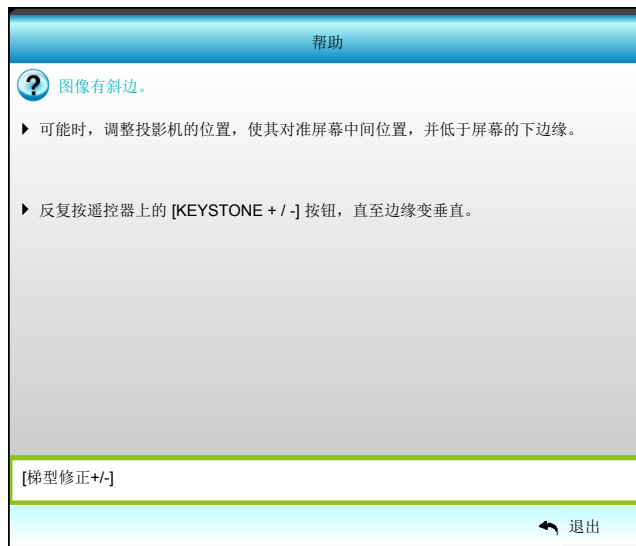 帮助
图像有斜边。
可能时，调整投影机的位置，使其对准屏幕中间位置，并低于屏幕的下边缘。
反复按遥控器上的 [KEYSTONE + / -] 按钮，直至边缘变垂直。
[梯型修正+/-]
退出